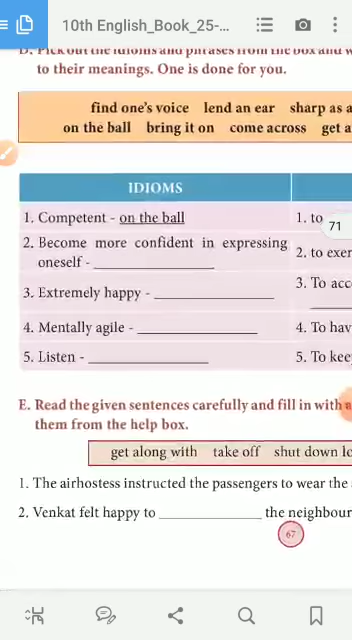 10th English_Book_25-...
D. Pick out the idioms and phrases from the box and w
to their meanings. One is done for you.
find one's voice lend an ear sharp as a
on the ball bring it on come across get a
IDIOMS
1. Competent - on the ball
1. to
71
2. Become more confident in expressing
oneself - ____________
2. to exer
3. Extremely happy - ____________
3. To acc
4. Mentally agile - ____________
4. To hav
5. Listen - ____________
5. To kee
E. Read the given sentences carefully and fill in with a
them from the help box.
get along with take off shut down lo
1. The airhostess instructed the passengers to wear the
2. Venkat felt happy to ____________ the neighbour
67